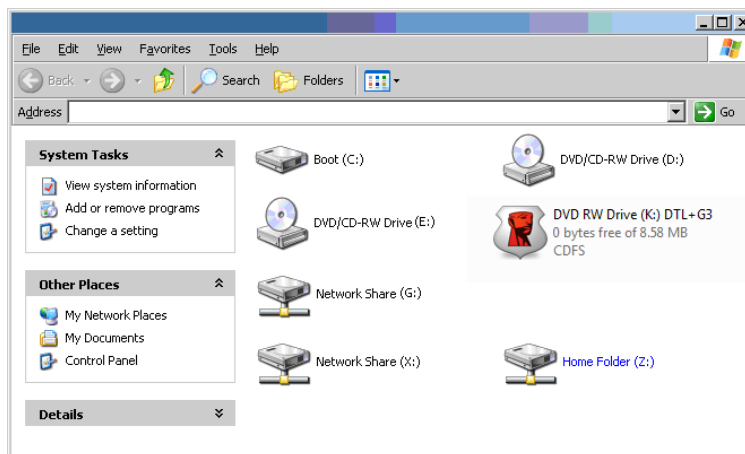 File Edit View Favorites Tools Help
Back Search Folders
Address Go
System Tasks
View system information
Add or remove programs
Change a setting
Other Places
My Network Places
My Documents
Control Panel
Details
Boot (C:)
DVD/CD-RW Drive (D:)
DVD/CD-RW Drive (E:)
DVD RW Drive (K:) DTL+G3
0 bytes free of 8.58 MB
CDFS
Network Share (G:)
Network Share (X:)
Home Folder (Z:)